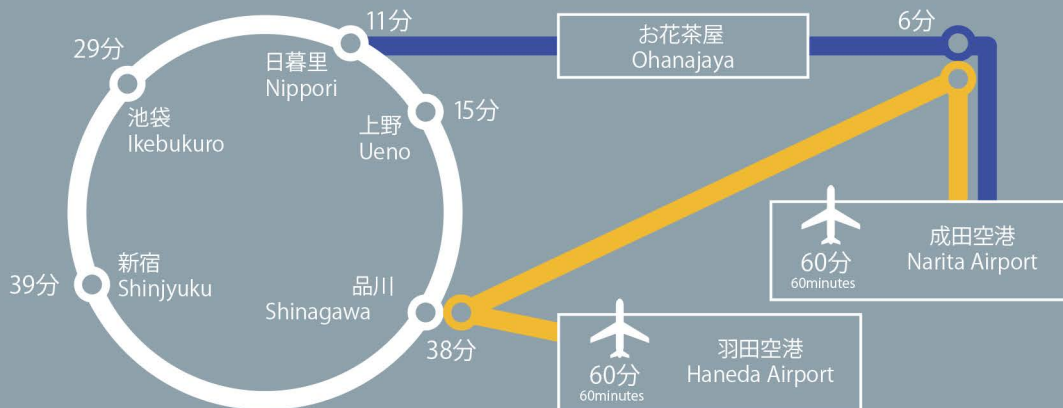 11分
29分
日暮里
Nippori
池袋
Ikebukuro
上野
Ueno
15分
新宿
Shinjyuku
39分
品川
Shinagawa
38分
お花茶屋
Ohanajaya
6分
60分
60minutes
成田空港
Narita Airport
60分
60minutes
羽田空港
Haneda Airport